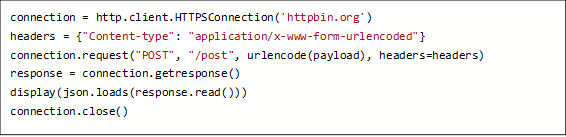 connection = http.client.HTTPSConnection('httpbin.org')
headers = {"Content-type": "application/x-www-form-urlencoded"}
connection.request("POST", "/post", urlencode(payload), headers=headers)
response = connection.getresponse()
display(json.loads(response.read()))
connection.close()